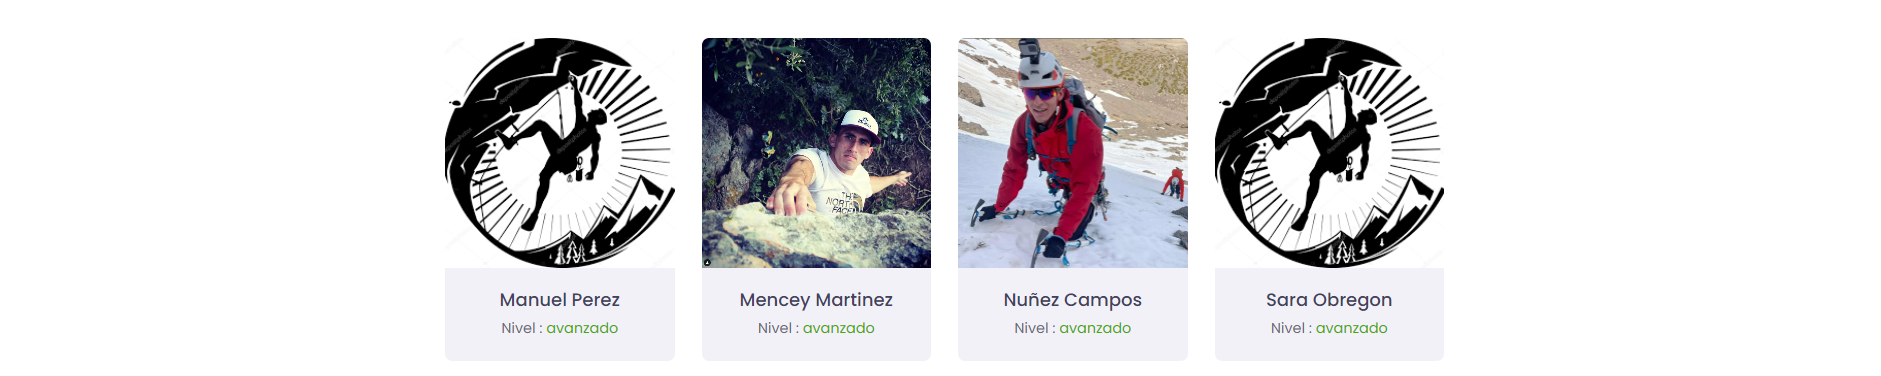 THE
NORTH
FACE
Manuel Perez
Nivel : avanzado
Mencey Martinez
Nivel : avanzado
Nuñez Campos
Nivel : avanzado
Sara Obregon
Nivel : avanzado